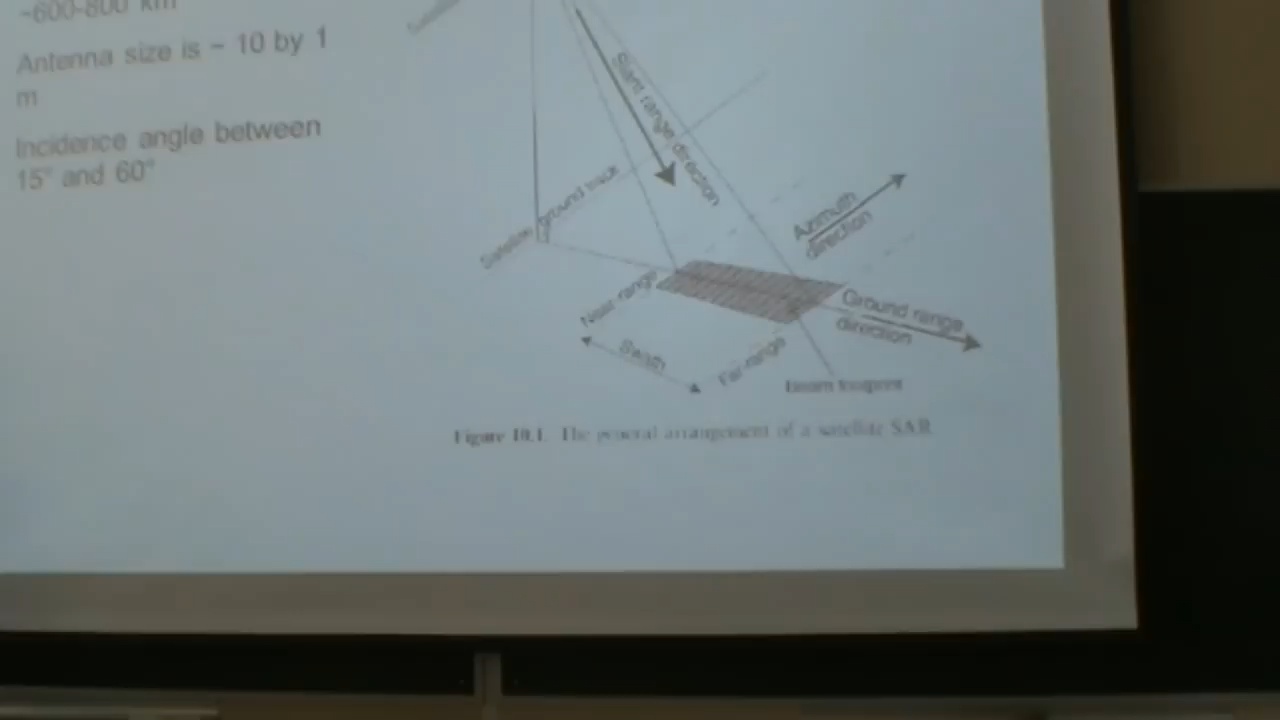 ~600-800 km
Antenna size is ~ 10 by 1
m
Incidence angle between
15° and 60°
Slant range direction
Satellite ground track
Azimuth
direction
Near range
Ground range
direction
Swath
Far range
Beam footprint
Figure 10.1. The general arrangement of a satellite SAR